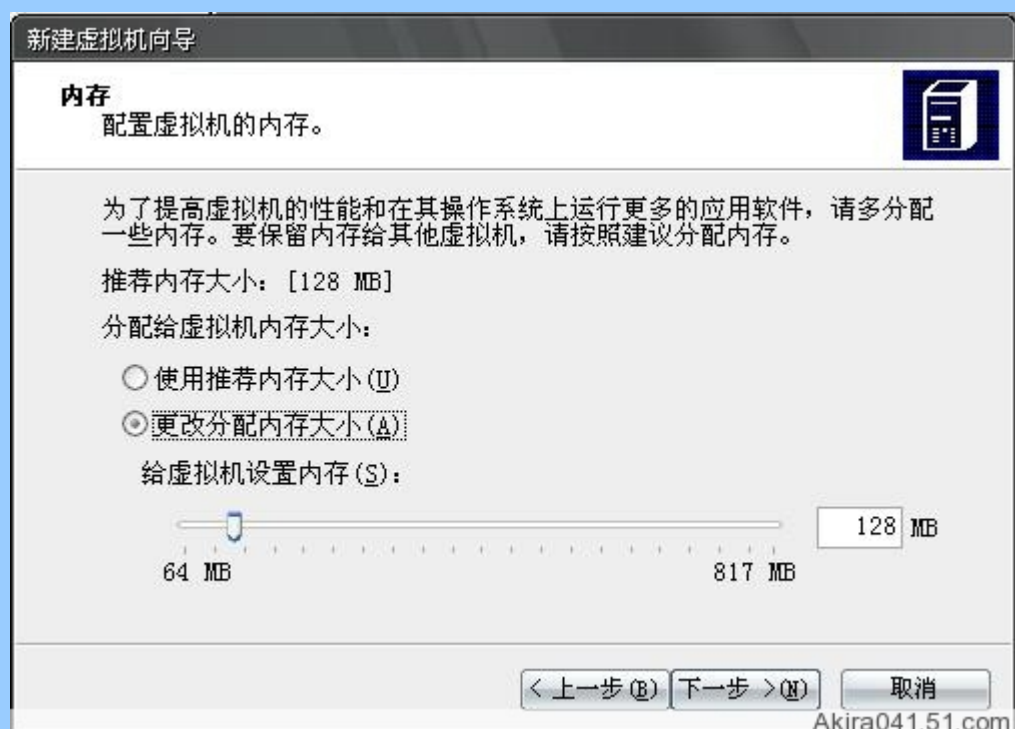 新建虚拟机向导
内存
配置虚拟机的内存。
为了提高虚拟机的性能和在其操作系统上运行更多的应用软件，请多分配
一些内存。要保留内存给其他虚拟机，请按照建议分配内存。
推荐内存大小：[128 MB]
分配给虚拟机内存大小：
使用推荐内存大小(U)
更改分配内存大小(A)
给虚拟机设置内存(S)：
128 MB
64 MB 817 MB
< 上一步(B) 下一步 >(N) 取消
Akira041.51.com